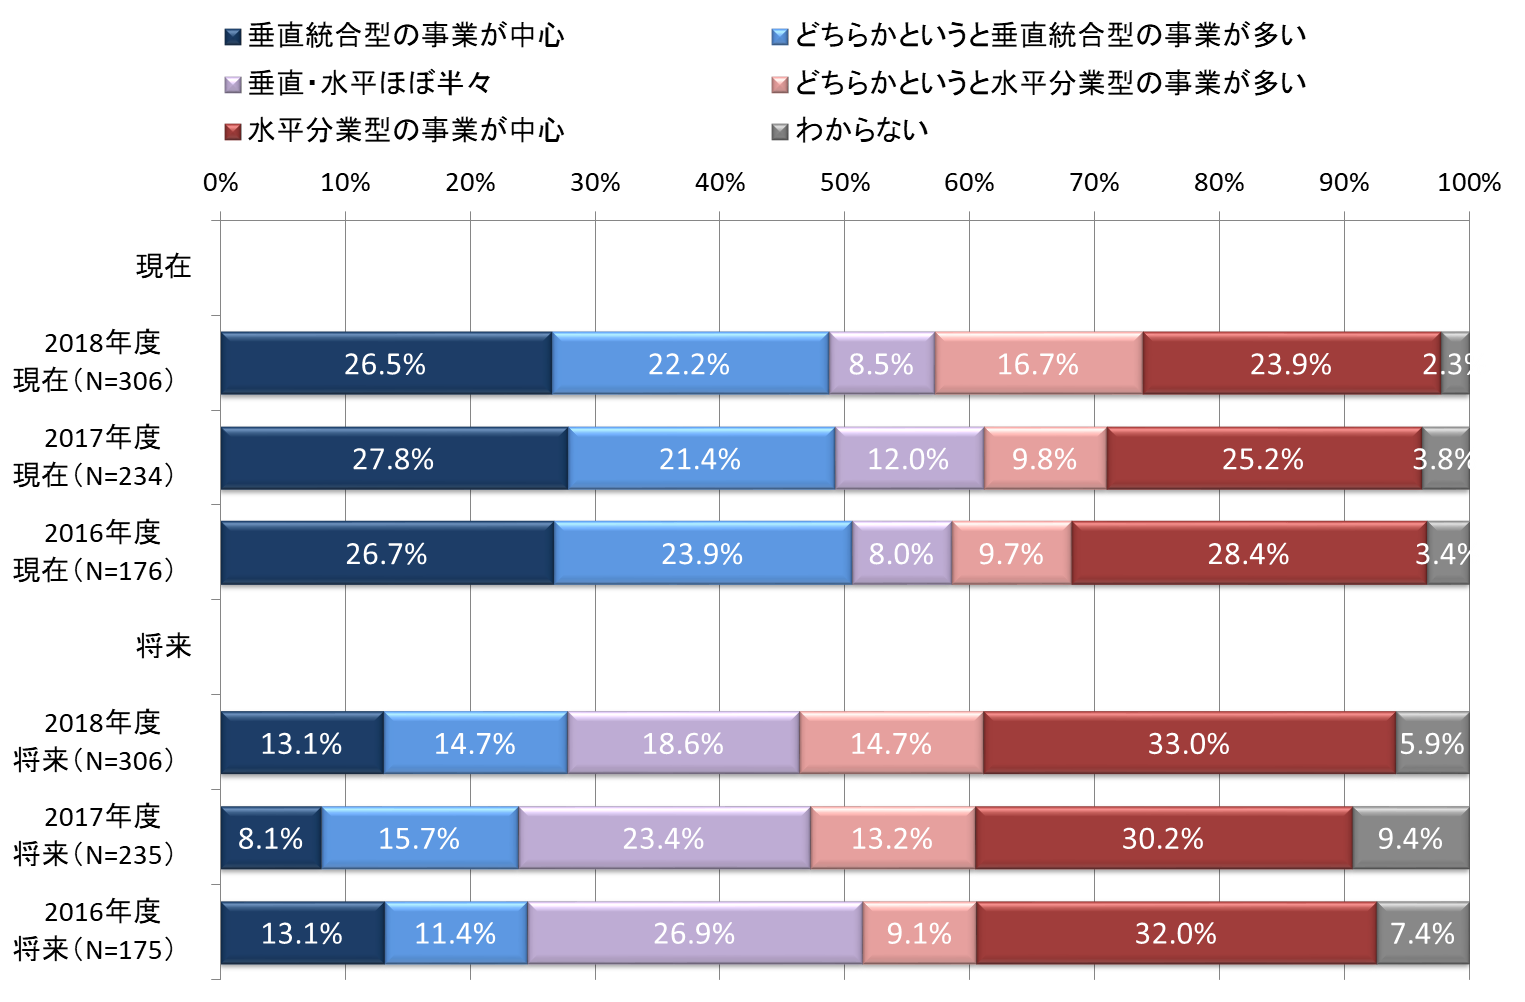 垂直統合型の事業が中心 どちらかというと垂直統合型の事業が多い
垂直・水平ほぼ半々 どちらかというと水平分業型の事業が多い
水平分業型の事業が中心 わからない
0% 10% 20% 30% 40% 50% 60% 70% 80% 90% 100%
現在
2018年度
現在（N=306）
26.5% 22.2% 8.5% 16.7% 23.9% 2.3%
2017年度
現在（N=234）
27.8% 21.4% 12.0% 9.8% 25.2% 3.8%
2016年度
現在（N=176）
26.7% 23.9% 8.0% 9.7% 28.4% 3.4%
将来
2018年度
将来（N=306）
13.1% 14.7% 18.6% 14.7% 33.0% 5.9%
2017年度
将来（N=235）
8.1% 15.7% 23.4% 13.2% 30.2% 9.4%
2016年度
将来（N=175）
13.1% 11.4% 26.9% 9.1% 32.0% 7.4%